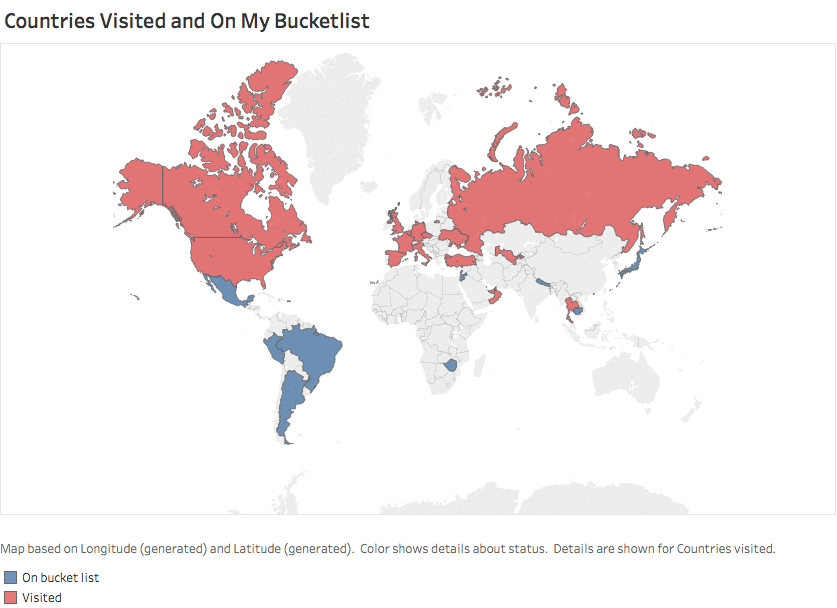 Countries Visited and On My Bucketlist
Map based on Longitude (generated) and Latitude (generated).  Color shows details about status.  Details are shown for Countries visited.
On bucket list
Visited